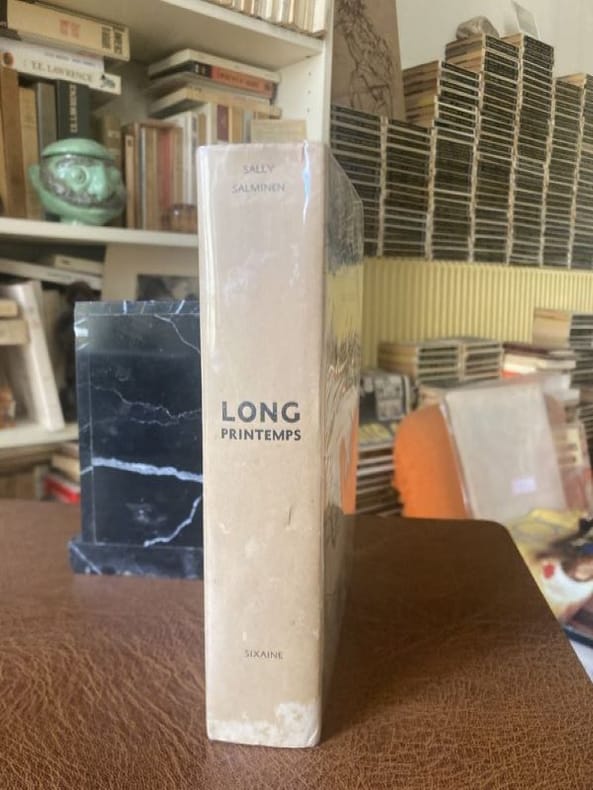 SALLY
SALMINEN
LONG
PRINTEMPS
SIXAINE
T.E. LAWRENCE